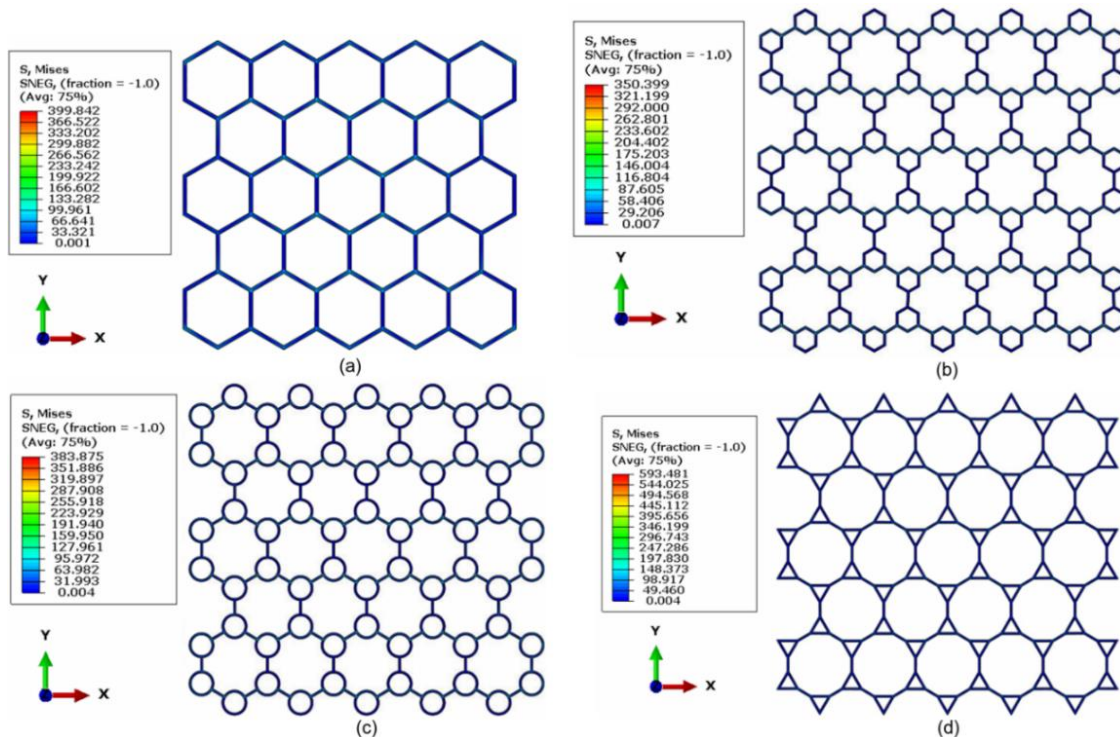 S, Mises
SNEG, (fraction = -1.0)
(Avg: 75%)
399.842
366.522
333.202
299.882
266.562
233.242
199.922
166.602
133.282
99.961
66.641
33.321
0.001
Y
X
(a)
S, Mises
SNEG, (fraction = -1.0)
(Avg: 75%)
350.399
321.199
292.000
262.801
233.602
204.402
175.203
146.004
116.804
87.605
58.406
29.206
0.007
Y
X
(b)
S, Mises
SNEG, (fraction = -1.0)
(Avg: 75%)
383.875
351.886
319.897
287.908
255.918
223.929
191.940
159.950
127.961
95.972
63.982
31.993
0.004
Y
X
(c)
S, Mises
SNEG, (fraction = -1.0)
(Avg: 75%)
593.481
544.025
494.568
445.112
395.656
346.199
296.743
247.286
197.830
148.373
98.917
49.460
0.004
Y
X
(d)